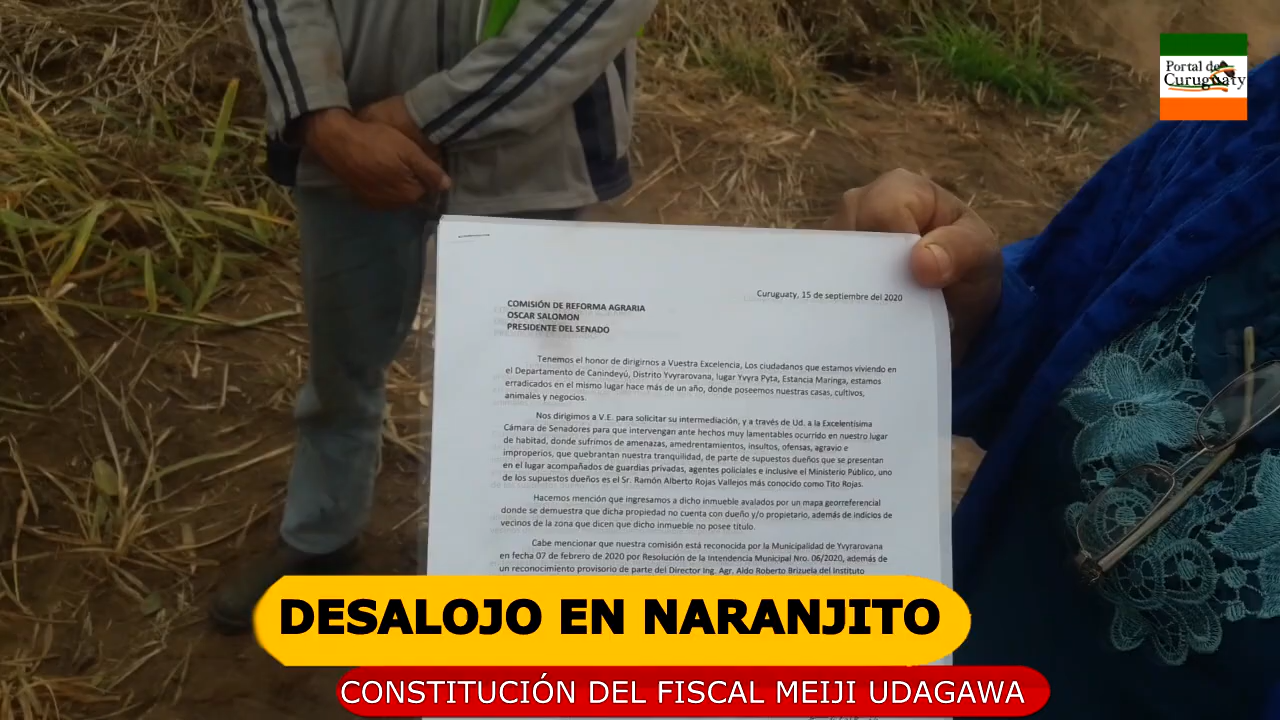 Portal de
Curuguaty
Curuguaty, 15 de septiembre del 2020
COMISIÓN DE REFORMA AGRARIA
OSCAR SALOMON
PRESIDENTE DEL SENADO
Tenemos el honor de dirigirnos a Vuestra Excelencia, Los ciudadanos que estamos viviendo en
el Departamento de Canindeyú, Distrito Yvyrarovana, lugar Yvyra Pyta, Estancia Maringa, estamos
erradicados en el mismo lugar hace más de un año, donde poseemos nuestras casas, cultivos,
animales y negocios.
Nos dirigimos a V.E. para solicitar su intermediación, y a través de Ud. a la Excelentísima
Cámara de Senadores para que intervengan ante hechos muy lamentables ocurrido en nuestro lugar
de habitad, donde sufrimos de amenazas, amedrentamientos, insultos, ofensas, agravio e
improperios, que quebrantan nuestra tranquilidad, de parte de supuestos dueños que se presentan
en el lugar acompañados de guardias privadas, agentes policiales e inclusive el Ministerio Público, uno
de los supuestos dueños es el Sr. Ramón Alberto Rojas Vallejos más conocido como Tito Rojas.
Hacemos mención que ingresamos a dicho inmueble avalados por un mapa georreferencial
donde se demuestra que dicha propiedad no cuenta con dueño y/o propietario, además de indicios de
vecinos de la zona que dicen que dicho inmueble no posee título.
Cabe mencionar que nuestra comisión está reconocida por la Municipalidad de Yvyrarovana
en fecha 07 de febrero de 2020 por Resolución de la Intendencia Municipal Nro. 06/2020, además de
un reconocimiento provisorio de parte del Director Ing. Agr. Aldo Roberto Brizuela del Instituto
DESALOJO EN NARANJITO
CONSTITUCIÓN DEL FISCAL MEIJI UDAGAWA